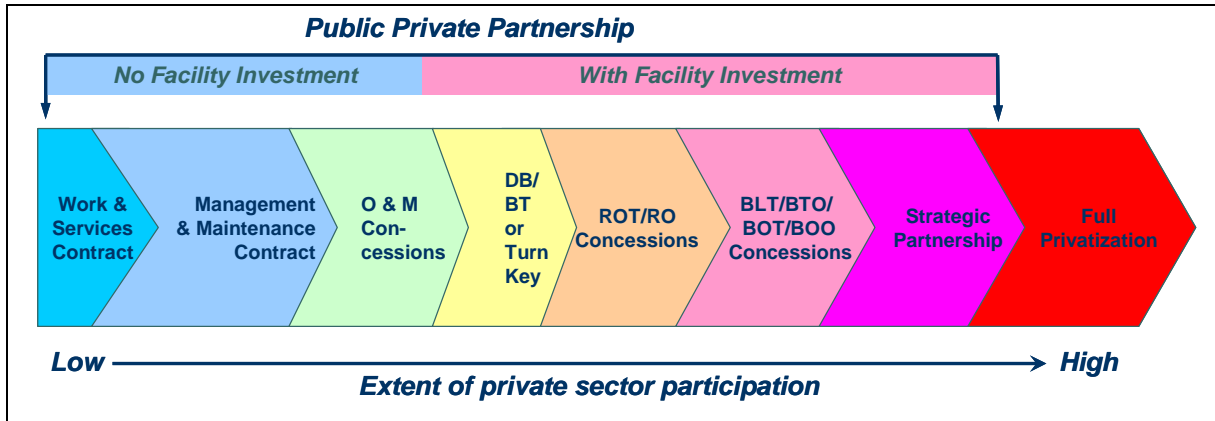 Public Private Partnership
No Facility Investment
With Facility Investment
Work &
Services
Contract
Management
& Maintenance
Contract
O & M
Con-
cessions
DB/
BT
or
Turn
Key
ROT/RO
Concessions
BLT/BTO/
BOT/BOO
Concessions
Strategic
Partnership
Full
Privatization
Low
High
Extent of private sector participation